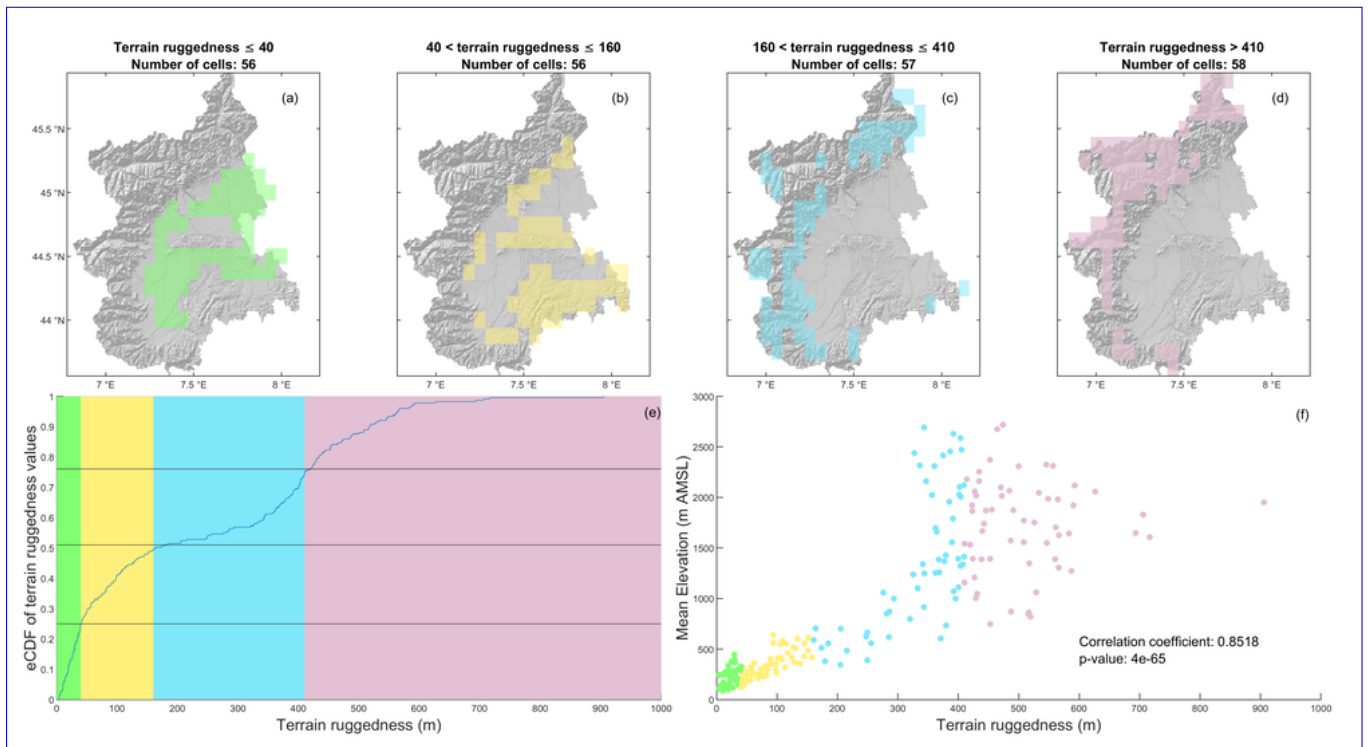 Terrain ruggedness ≤ 40
Number of cells: 56
40 < terrain ruggedness ≤ 160
Number of cells: 56
160 < terrain ruggedness ≤ 410
Number of cells: 57
Terrain ruggedness > 410
Number of cells: 58
(a)
(b)
(c)
(d)
45.5 °N
45 °N
44.5 °N
44 °N
7 °E 7.5 °E 8 °E
7 °E 7.5 °E 8 °E
7 °E 7.5 °E 8 °E
7 °E 7.5 °E 8 °E
eCDF of terrain ruggedness values
1
0.9
0.8
0.7
0.6
0.5
0.4
0.3
0.2
0.1
0
(e)
0 100 200 300 400 500 600 700 800 900 1000
Terrain ruggedness (m)
Mean Elevation (m AMSL)
3000
2500
2000
1500
1000
500
0
(f)
Correlation coefficient: 0.8518
p-value: 4e-65
0 100 200 300 400 500 600 700 800 900 1000
Terrain ruggedness (m)